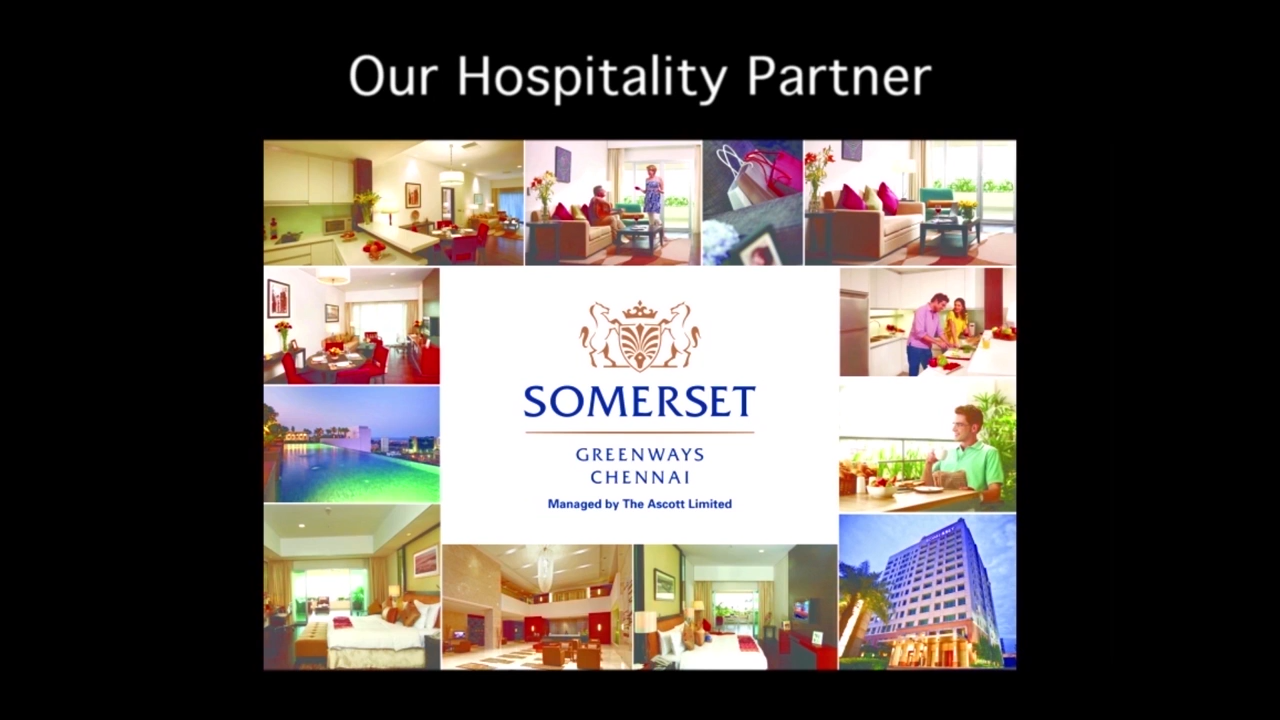 Our Hospitality Partner
SOMERSET
GREENWAYS
CHENNAI
Managed by The Ascott Limited